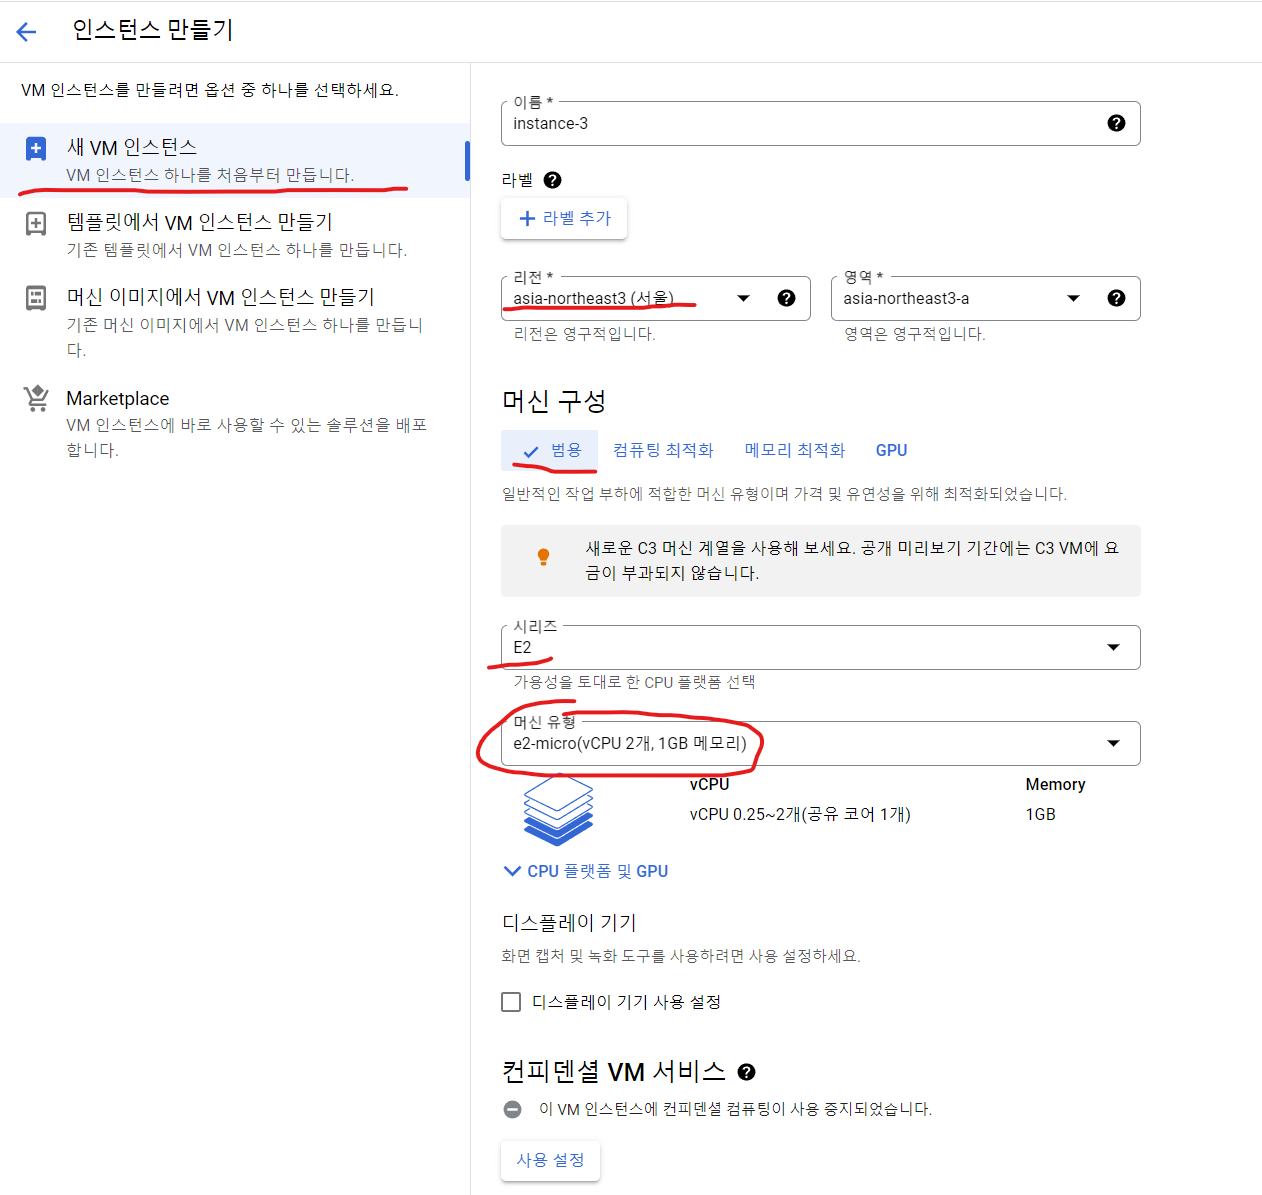 인스턴스 만들기
VM 인스턴스를 만들려면 옵션 중 하나를 선택하세요.
새 VM 인스턴스
VM 인스턴스 하나를 처음부터 만듭니다.
템플릿에서 VM 인스턴스 만들기
기존 템플릿에서 VM 인스턴스 하나를 만듭니다.
머신 이미지에서 VM 인스턴스 만들기
기존 머신 이미지에서 VM 인스턴스 하나를 만듭니
다.
Marketplace
VM 인스턴스에 바로 사용할 수 있는 솔루션을 배포
합니다.
이름 *
instance-3
라벨
라벨 추가
리전 *
asia-northeast3 (서울)
리전은 영구적입니다.
영역 *
asia-northeast3-a
영역은 영구적입니다.
머신 구성
범용 컴퓨팅 최적화 메모리 최적화 GPU
일반적인 작업 부하에 적합한 머신 유형이며 가격 및 유연성을 위해 최적화되었습니다.
새로운 C3 머신 계열을 사용해 보세요. 공개 미리보기 기간에는 C3 VM에 요
금이 부과되지 않습니다.
시리즈
E2
가용성을 토대로 한 CPU 플랫폼 선택
머신 유형
e2-micro(vCPU 2개, 1GB 메모리)
vCPU Memory
vCPU 0.25~2개(공유 코어 1개) 1GB
CPU 플랫폼 및 GPU
디스플레이 기기
화면 캡처 및 녹화 도구를 사용하려면 사용 설정하세요.
디스플레이 기기 사용 설정
컨피덴셜 VM 서비스
이 VM 인스턴스에 컨피덴셜 컴퓨팅이 사용 중지되었습니다.
사용 설정